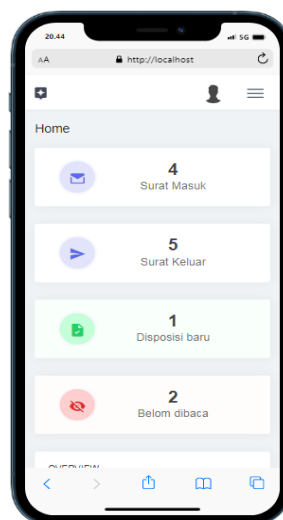 20.44
5G
AA
http://localhost
Home
4
Surat Masuk
5
Surat Keluar
1
Disposisi baru
2
Belom dibaca
OVERVIEW